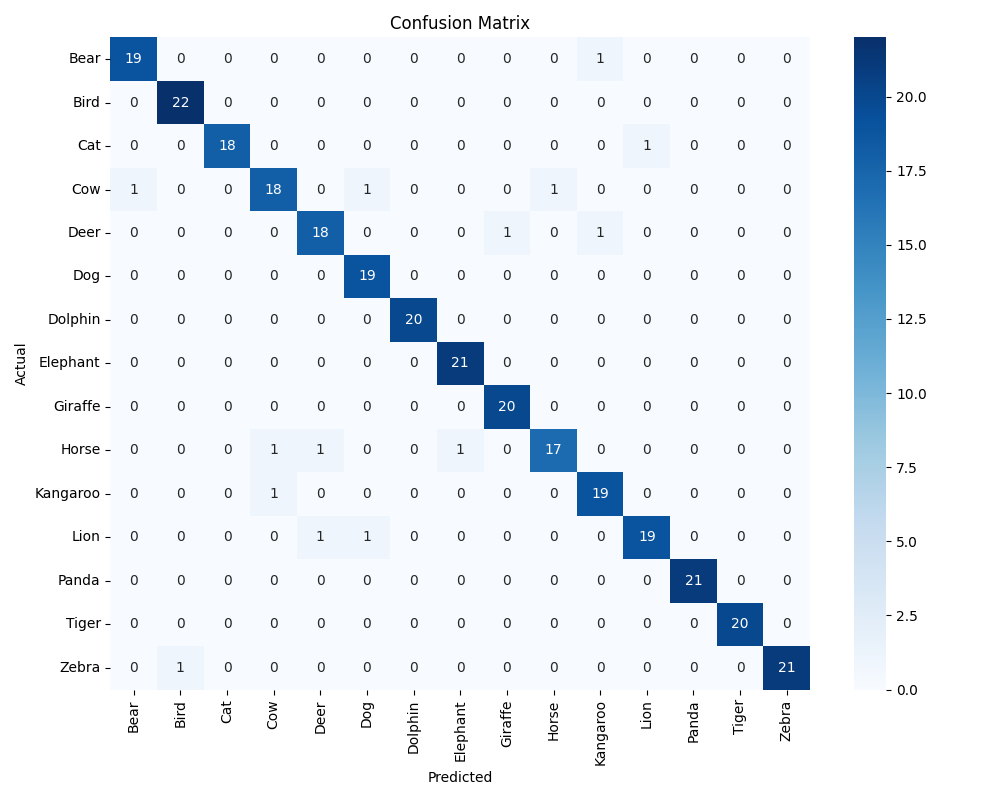 Confusion Matrix
Actual
Bear 19 0 0 0 0 0 0 0 0 0 1 0 0 0 0
Bird 0 22 0 0 0 0 0 0 0 0 0 0 0 0 0
Cat 0 0 18 0 0 0 0 0 0 0 0 1 0 0 0
Cow 1 0 0 18 0 1 0 0 0 1 0 0 0 0 0
Deer 0 0 0 0 18 0 0 0 1 0 1 0 0 0 0
Dog 0 0 0 0 0 19 0 0 0 0 0 0 0 0 0
Dolphin 0 0 0 0 0 0 20 0 0 0 0 0 0 0 0
Elephant 0 0 0 0 0 0 0 21 0 0 0 0 0 0 0
Giraffe 0 0 0 0 0 0 0 0 20 0 0 0 0 0 0
Horse 0 0 0 1 1 0 0 1 0 17 0 0 0 0 0
Kangaroo 0 0 0 1 0 0 0 0 0 0 19 0 0 0 0
Lion 0 0 0 0 1 1 0 0 0 0 0 19 0 0 0
Panda 0 0 0 0 0 0 0 0 0 0 0 0 21 0 0
Tiger 0 0 0 0 0 0 0 0 0 0 0 0 0 20 0
Zebra 0 1 0 0 0 0 0 0 0 0 0 0 0 0 21
Bear Bird Cat Cow Deer Dog Dolphin Elephant Giraffe Horse Kangaroo Lion Panda Tiger Zebra
Predicted
20.0
17.5
15.0
12.5
10.0
7.5
5.0
2.5
0.0